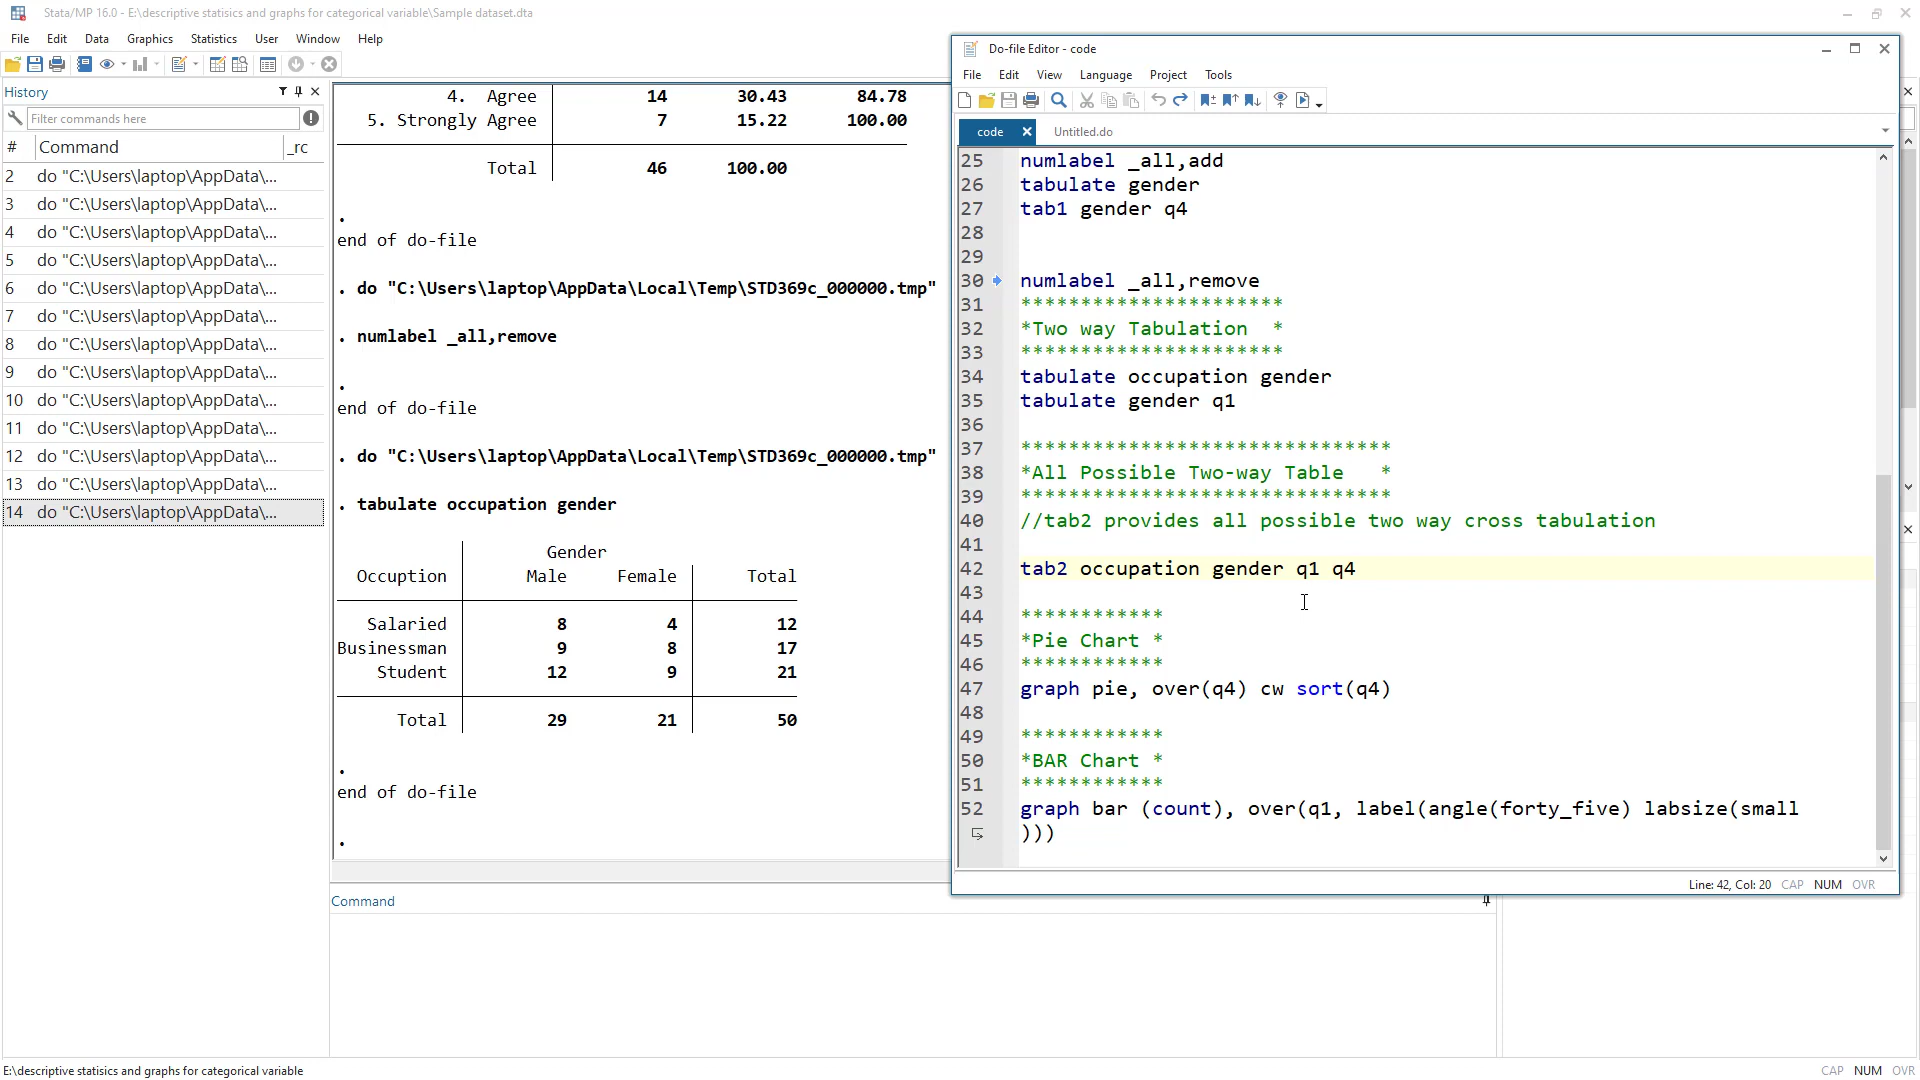 Stata/MP 16.0 - E:\descriptive statisics and graphs for categorical variable\Sample dataset.dta
File Edit Data Graphics Statistics User Window Help
History
Filter commands here
# Command _rc
2 do "C:\Users\laptop\AppData\...
3 do "C:\Users\laptop\AppData\...
4 do "C:\Users\laptop\AppData\...
5 do "C:\Users\laptop\AppData\...
6 do "C:\Users\laptop\AppData\...
7 do "C:\Users\laptop\AppData\...
8 do "C:\Users\laptop\AppData\...
9 do "C:\Users\laptop\AppData\...
10 do "C:\Users\laptop\AppData\...
11 do "C:\Users\laptop\AppData\...
12 do "C:\Users\laptop\AppData\...
13 do "C:\Users\laptop\AppData\...
14 do "C:\Users\laptop\AppData\...
4. Agree 14 30.43 84.78
5. Strongly Agree 7 15.22 100.00
Total 46 100.00
.
end of do-file
. do "C:\Users\laptop\AppData\Local\Temp\STD369c_000000.tmp"
. numlabel _all,remove
.
end of do-file
. do "C:\Users\laptop\AppData\Local\Temp\STD369c_000000.tmp"
. tabulate occupation gender
Gender
Occuption Male Female Total
Salaried 8 4 12
Businessman 9 8 17
Student 12 9 21
Total 29 21 50
.
end of do-file
.
Command
Do-file Editor - code
File Edit View Language Project Tools
code Untitled.do
25 numlabel _all,add
26 tabulate gender
27 tab1 gender q4
28
29
30 numlabel _all,remove
31 **********************
32 *Two way Tabulation  *
33 **********************
34 tabulate occupation gender
35 tabulate gender q1
36
37 *******************************
38 *All Possible Two-way Table   *
39 *******************************
40 //tab2 provides all possible two way cross tabulation
41
42 tab2 occupation gender q1 q4
43
44 ************
45 *Pie Chart *
46 ************
47 graph pie, over(q4) cw sort(q4)
48
49 ************
50 *BAR Chart *
51 ************
52 graph bar (count), over(q1, label(angle(forty_five) labsize(small
)))
Line: 42, Col: 20 CAP NUM OVR
E:\descriptive statisics and graphs for categorical variable CAP NUM OVR